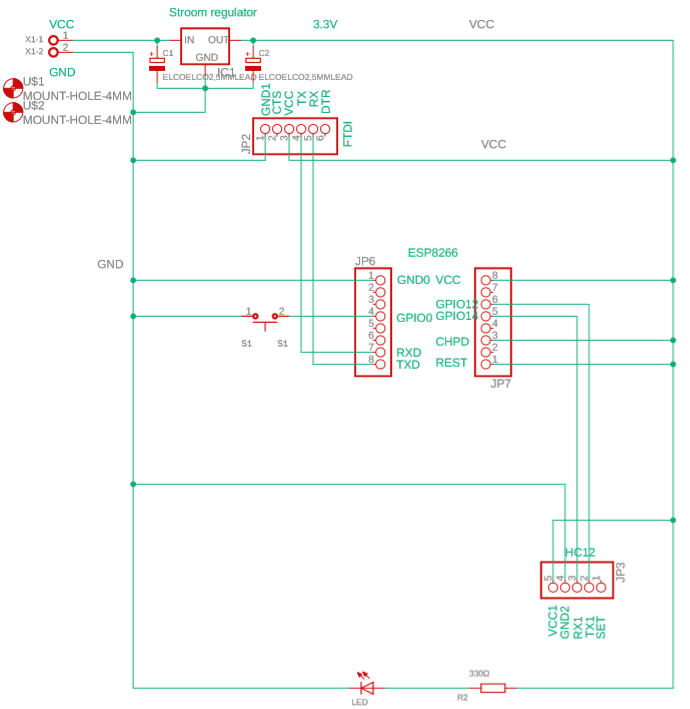 Stroom regulator
VCC
3.3V
VCC
X1-1
1
X1-2
2
IN
OUT
GND
IC1
+
C1
+
C2
ELCOELCO2,5MMLEAD
ELCOELCO2,5MMLEAD
GND
U$1
MOUNT-HOLE-4MM
U$2
MOUNT-HOLE-4MM
GND1
CTS
VCC
TX
RX
DTR
JP2
1
2
3
4
5
6
FTDI
VCC
GND
ESP8266
JP6
1
2
3
4
5
6
7
8
GND0
GPIO0
RXD
TXD
VCC
GPIO12
GPIO14
CHPD
REST
8
7
6
5
4
3
2
1
JP7
1
2
S1
S1
HC12
JP3
5
4
3
2
1
VCC1
GND2
RX1
TX1
SET
330Ω
LED
R2